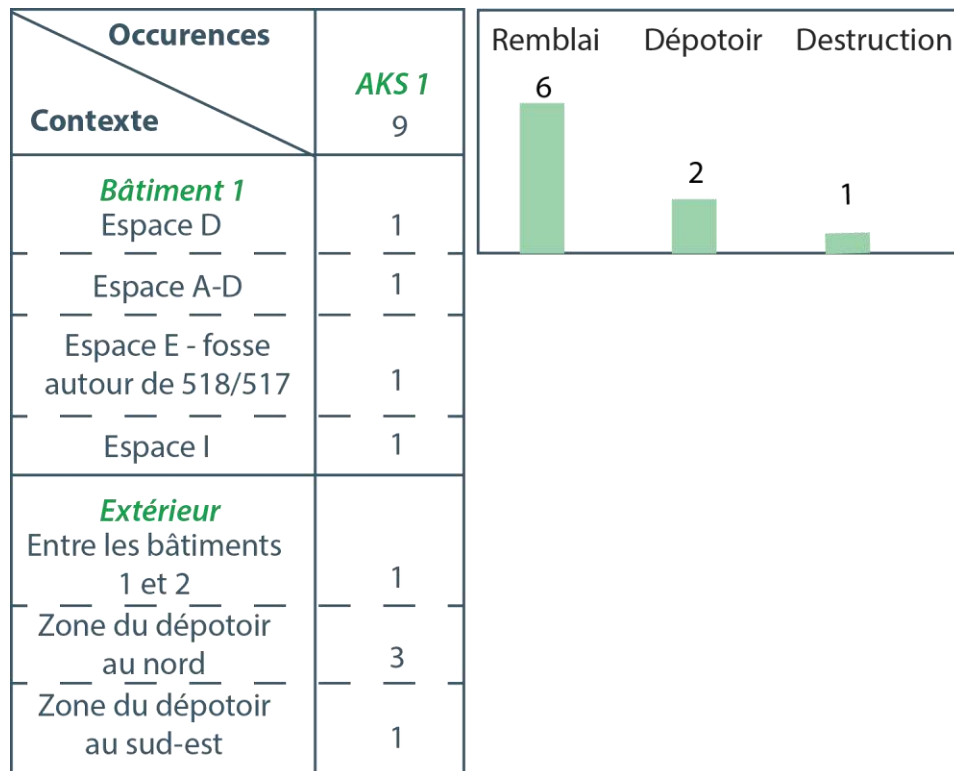 Occurences
Contexte
AKS 1
9
Bâtiment 1
Espace D
1
Espace A-D
1
Espace E - fosse
autour de 518/517
1
Espace I
1
Extérieur
Entre les bâtiments
1 et 2
1
Zone du dépotoir
au nord
3
Zone du dépotoir
au sud-est
1
Remblai Dépotoir Destruction
6
2
1